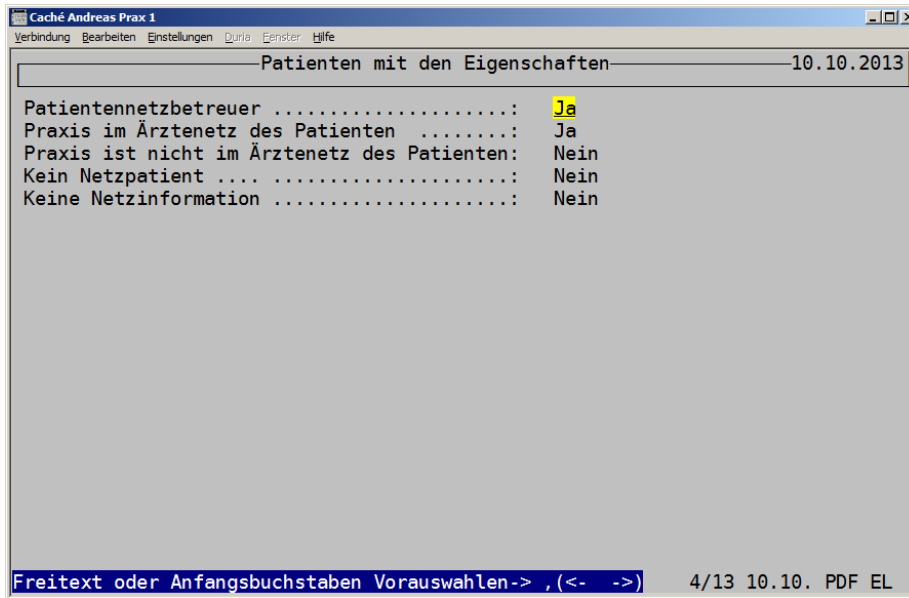 Caché Andreas Prax 1
Verbindung Bearbeiten Einstellungen Duria Fenster Hilfe
Patienten mit den Eigenschaften 10.10.2013
Patientennetzbetreuer .....................: Ja
Praxis im Ärztenetz des Patienten ........: Ja
Praxis ist nicht im Ärztenetz des Patienten: Nein
Kein Netzpatient .... .....................: Nein
Keine Netzinformation .....................: Nein
Freitext oder Anfangsbuchstaben Vorauswahlen-> ,(<- ->) 4/13 10.10. PDF EL